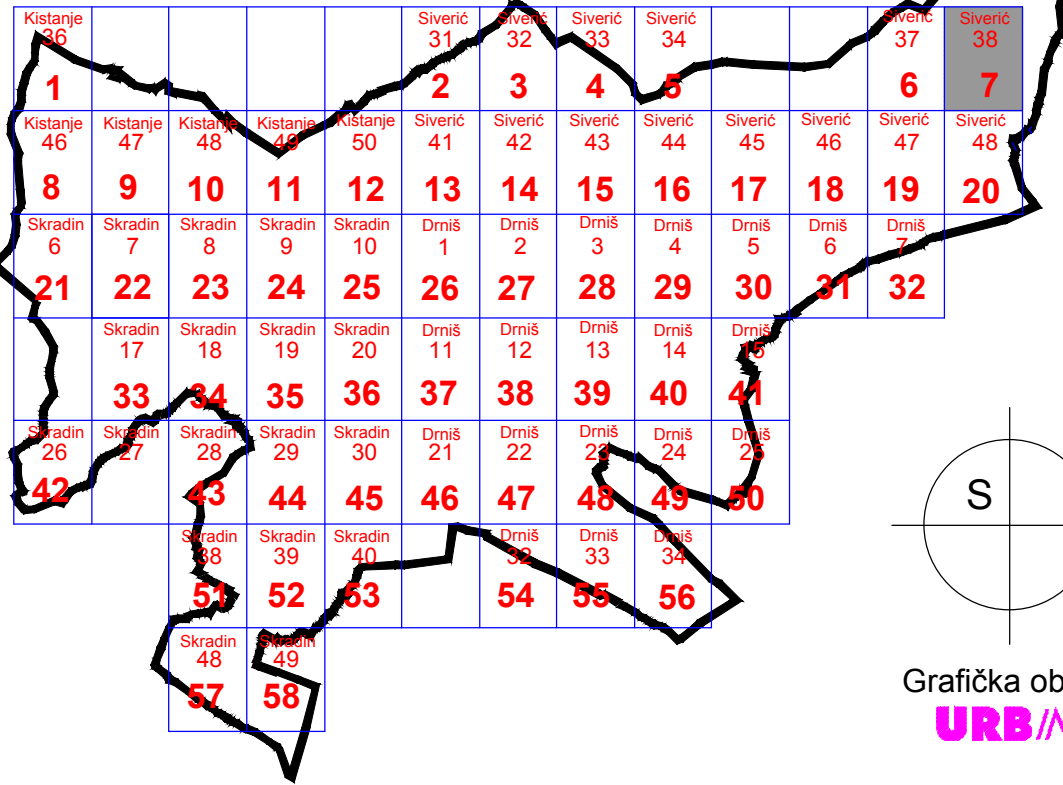 Kistanje Siverić Siverić Siverić Siverić Siverić Siverić
36 31 32 33 34 37 38
1 2 3 4 5 6 7
Kistanje Kistanje Kistanje Kistanje Kistanje Siverić Siverić Siverić Siverić Siverić Siverić Siverić Siverić
46 47 48 49 50 41 42 43 44 45 46 47 48
8 9 10 11 12 13 14 15 16 17 18 19 20
Skradin Skradin Skradin Skradin Skradin Drniš Drniš Drniš Drniš Drniš Drniš Drniš
6 7 8 9 10 1 2 3 4 5 6 7
21 22 23 24 25 26 27 28 29 30 31 32
Skradin Skradin Skradin Skradin Drniš Drniš Drniš Drniš Drniš
17 18 19 20 11 12 13 14 15
33 34 35 36 37 38 39 40 41
Skradin Skradin Skradin Skradin Skradin Drniš Drniš Drniš Drniš Drniš
26 27 28 29 30 21 22 23 24 25
42 43 44 45 46 47 48 49 50
Skradin Skradin Skradin Drniš Drniš Drniš
38 39 40 32 33 34
51 52 53 54 55 56
Skradin Skradin
48 49
57 58
S
Grafička ob
URB